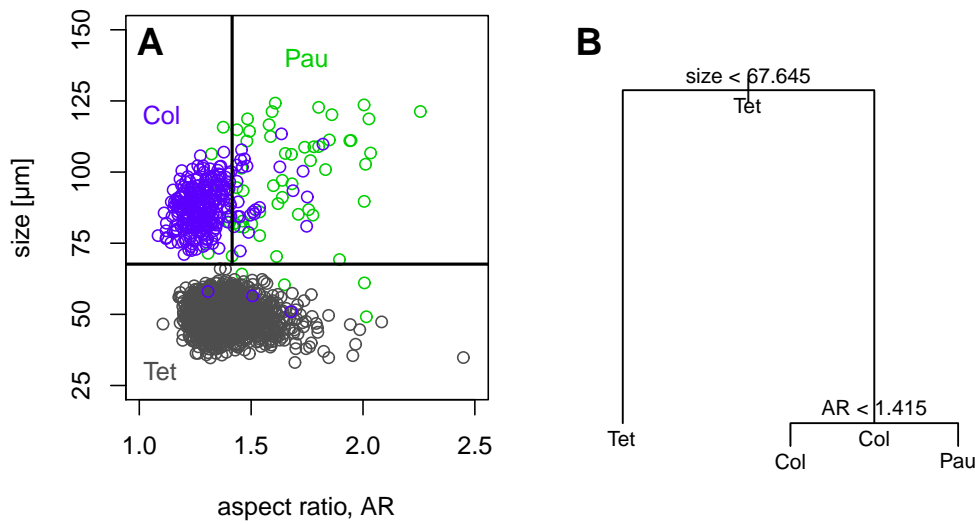 A
Pau
Col
Tet
150
125
100
75
50
25
size [µm]
1.0 1.5 2.0 2.5
aspect ratio, AR
B
size < 67.645
Tet
AR < 1.415
Tet
Col
Col
Pau